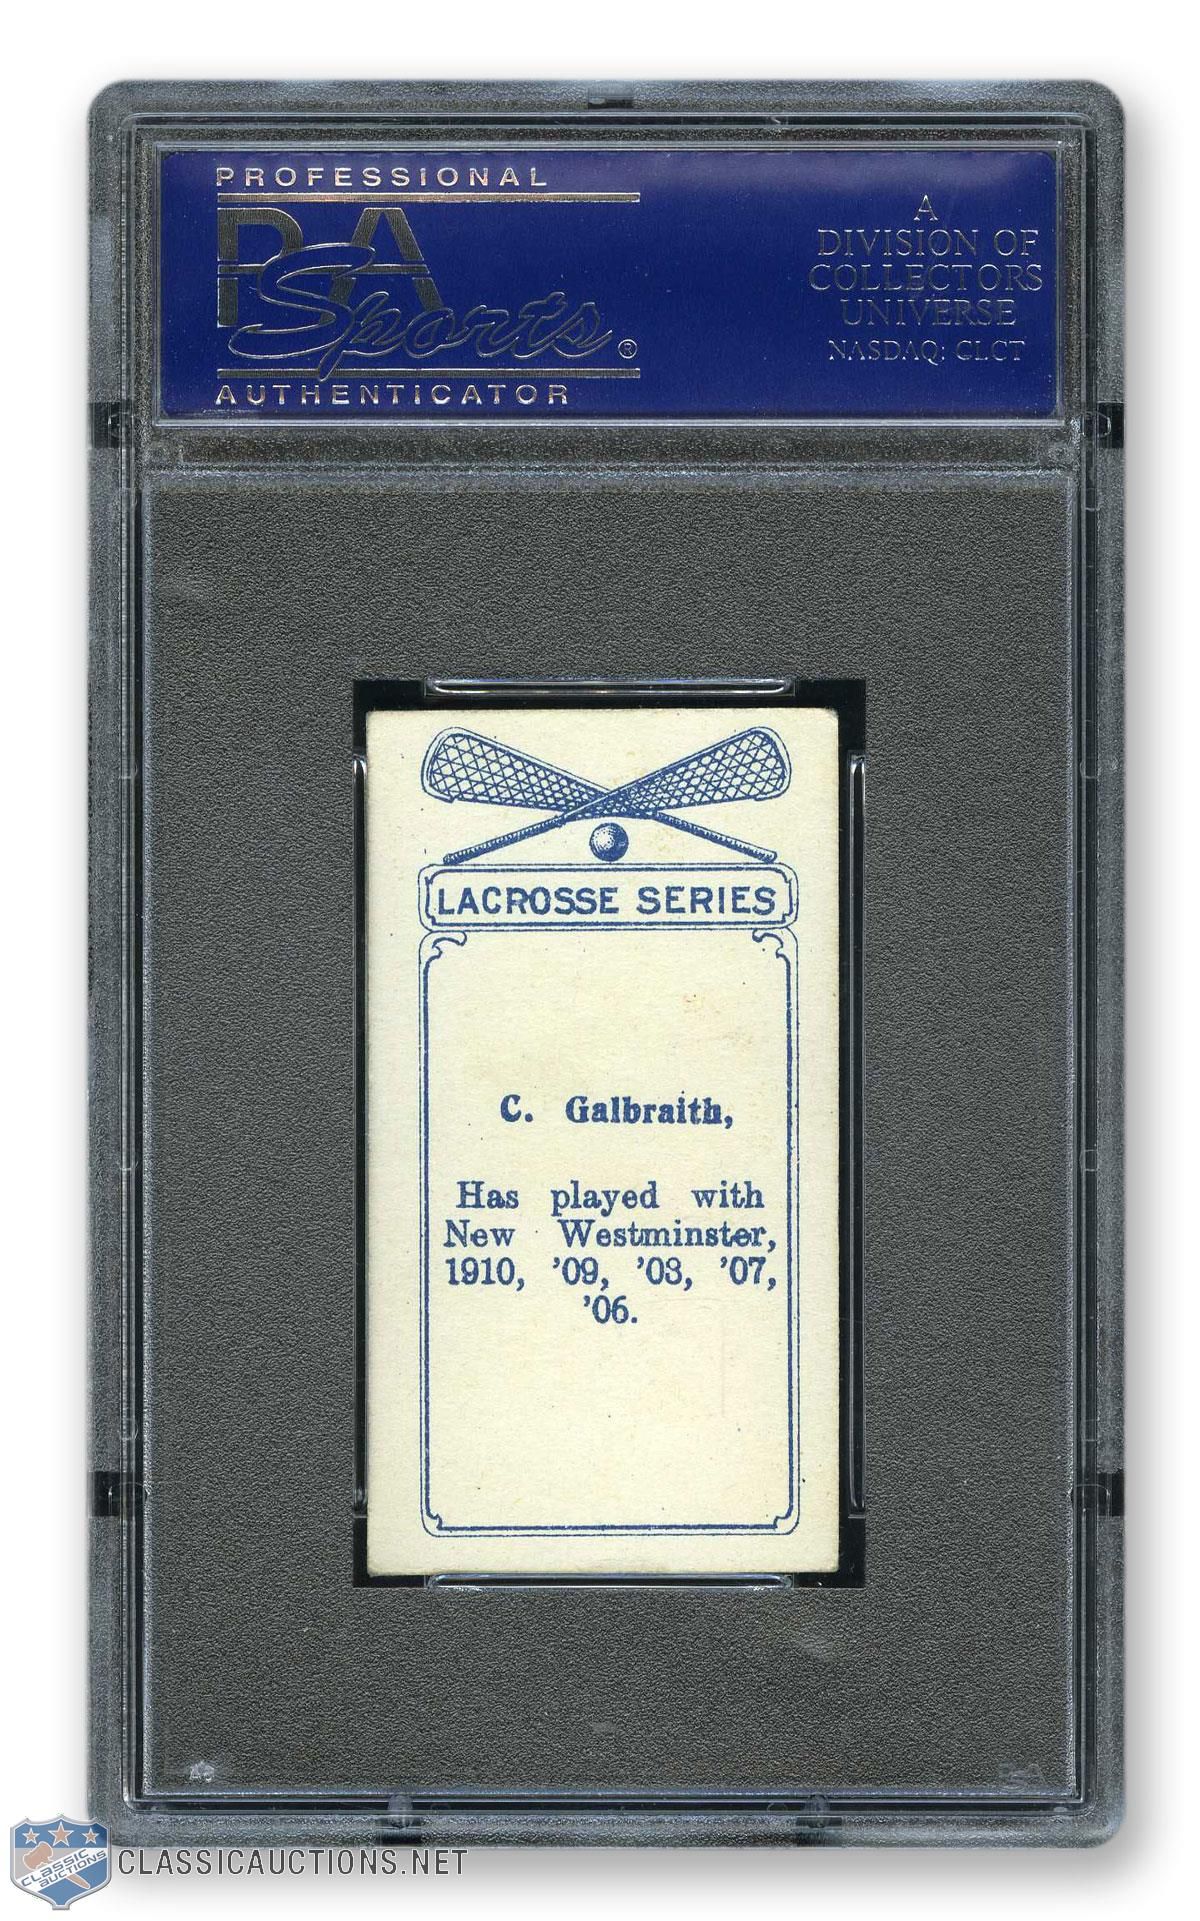 PROFESSIONAL
PSA
Sports®
AUTHENTICATOR
A
DIVISION OF
COLLECTORS
UNIVERSE
NASDAQ: CLCT
LACROSSE SERIES
C. Galbraith,
Has played with
New Westminster,
1910, '09, '08, '07,
'06.
CLASSIC
AUCTIONS
CLASSICAUCTIONS.NET